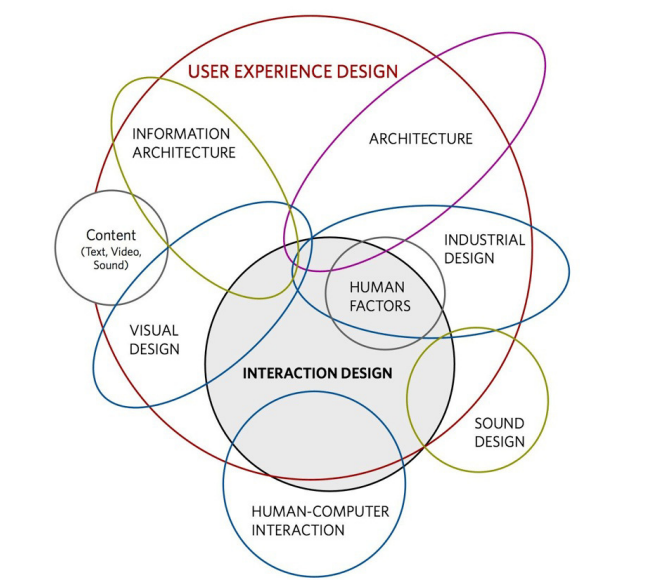 USER EXPERIENCE DESIGN
INFORMATION
ARCHITECTURE
ARCHITECTURE
Content
(Text, Video,
Sound)
INDUSTRIAL
DESIGN
HUMAN
FACTORS
VISUAL
DESIGN
INTERACTION DESIGN
SOUND
DESIGN
HUMAN-COMPUTER
INTERACTION